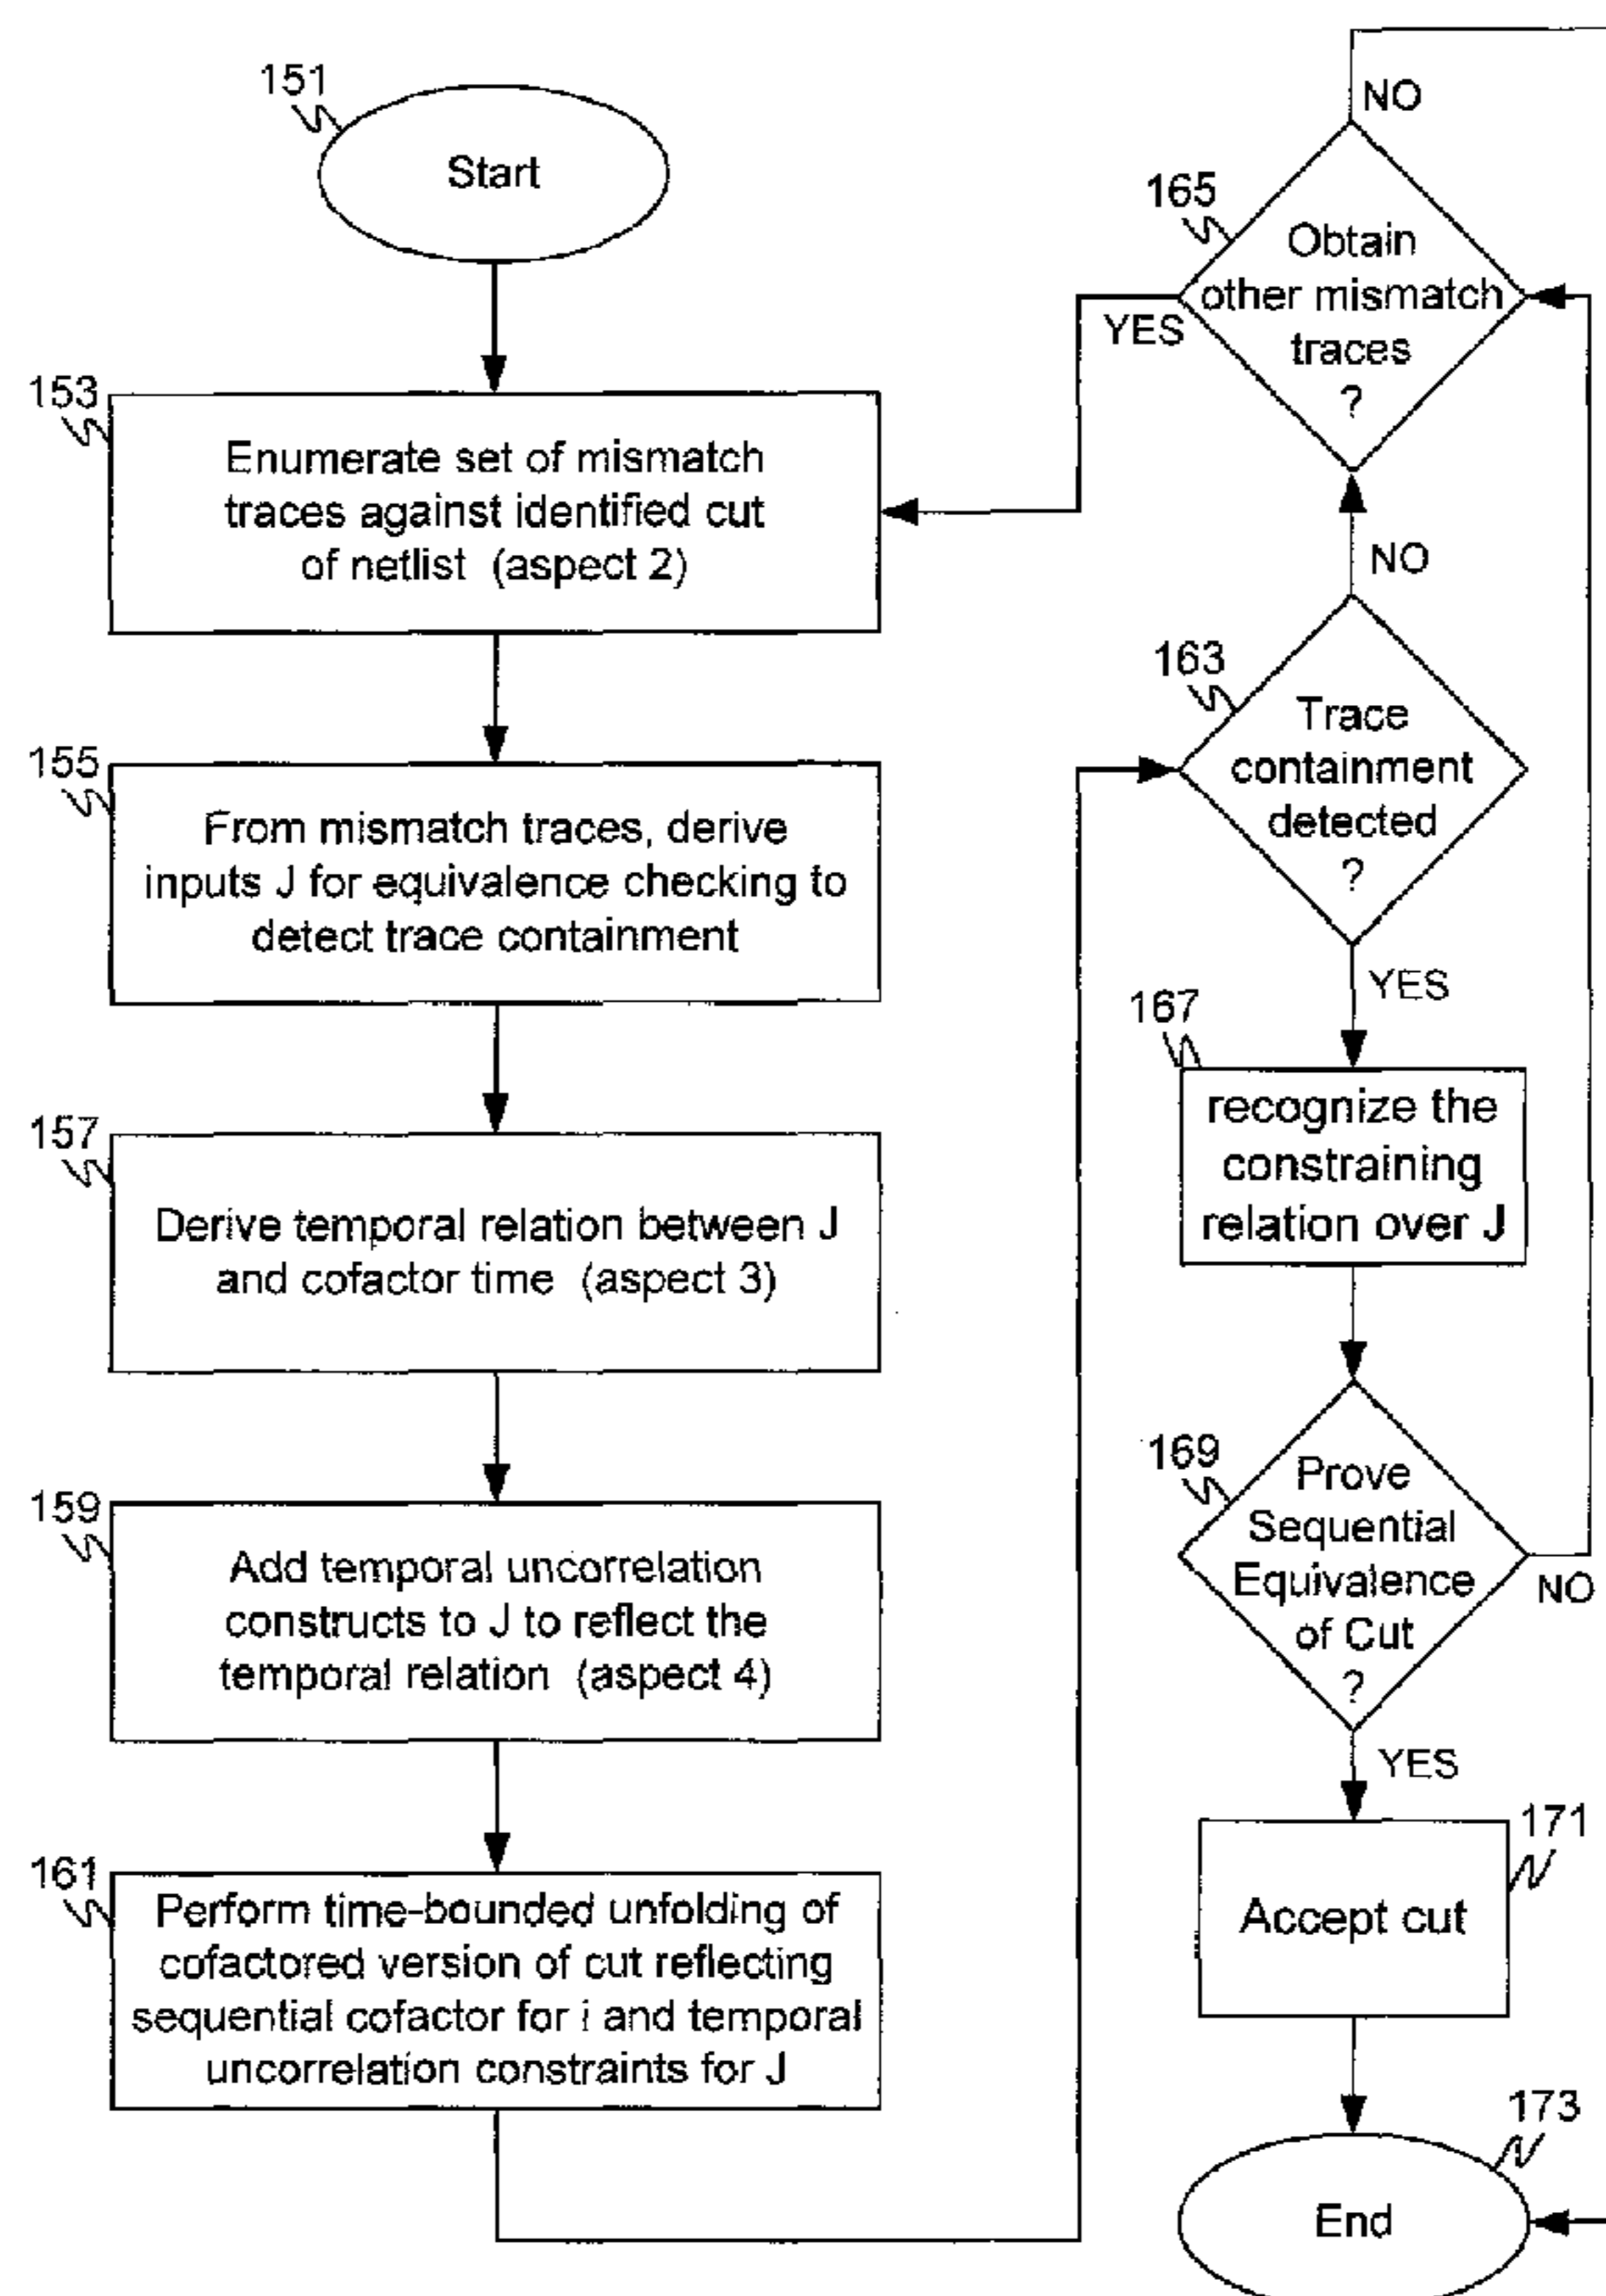 151
Start
153
Enumerate set of mismatch
traces against identified cut
of netlist (aspect 2)
155
From mismatch traces, derive
inputs J for equivalence checking to
detect trace containment
157
Derive temporal relation between J
and cofactor time (aspect 3)
159
Add temporal uncorrelation
constructs to J to reflect the
temporal relation (aspect 4)
161
Perform time-bounded unfolding of
cofactored version of cut reflecting
sequential cofactor for i and temporal
uncorrelation constraints for J
NO
165
Obtain
other mismatch
traces
?
YES
NO
163
Trace
containment
detected
?
YES
167
recognize the
constraining
relation over J
169
Prove
Sequential
Equivalence
of Cut
?
NO
YES
171
Accept cut
173
End